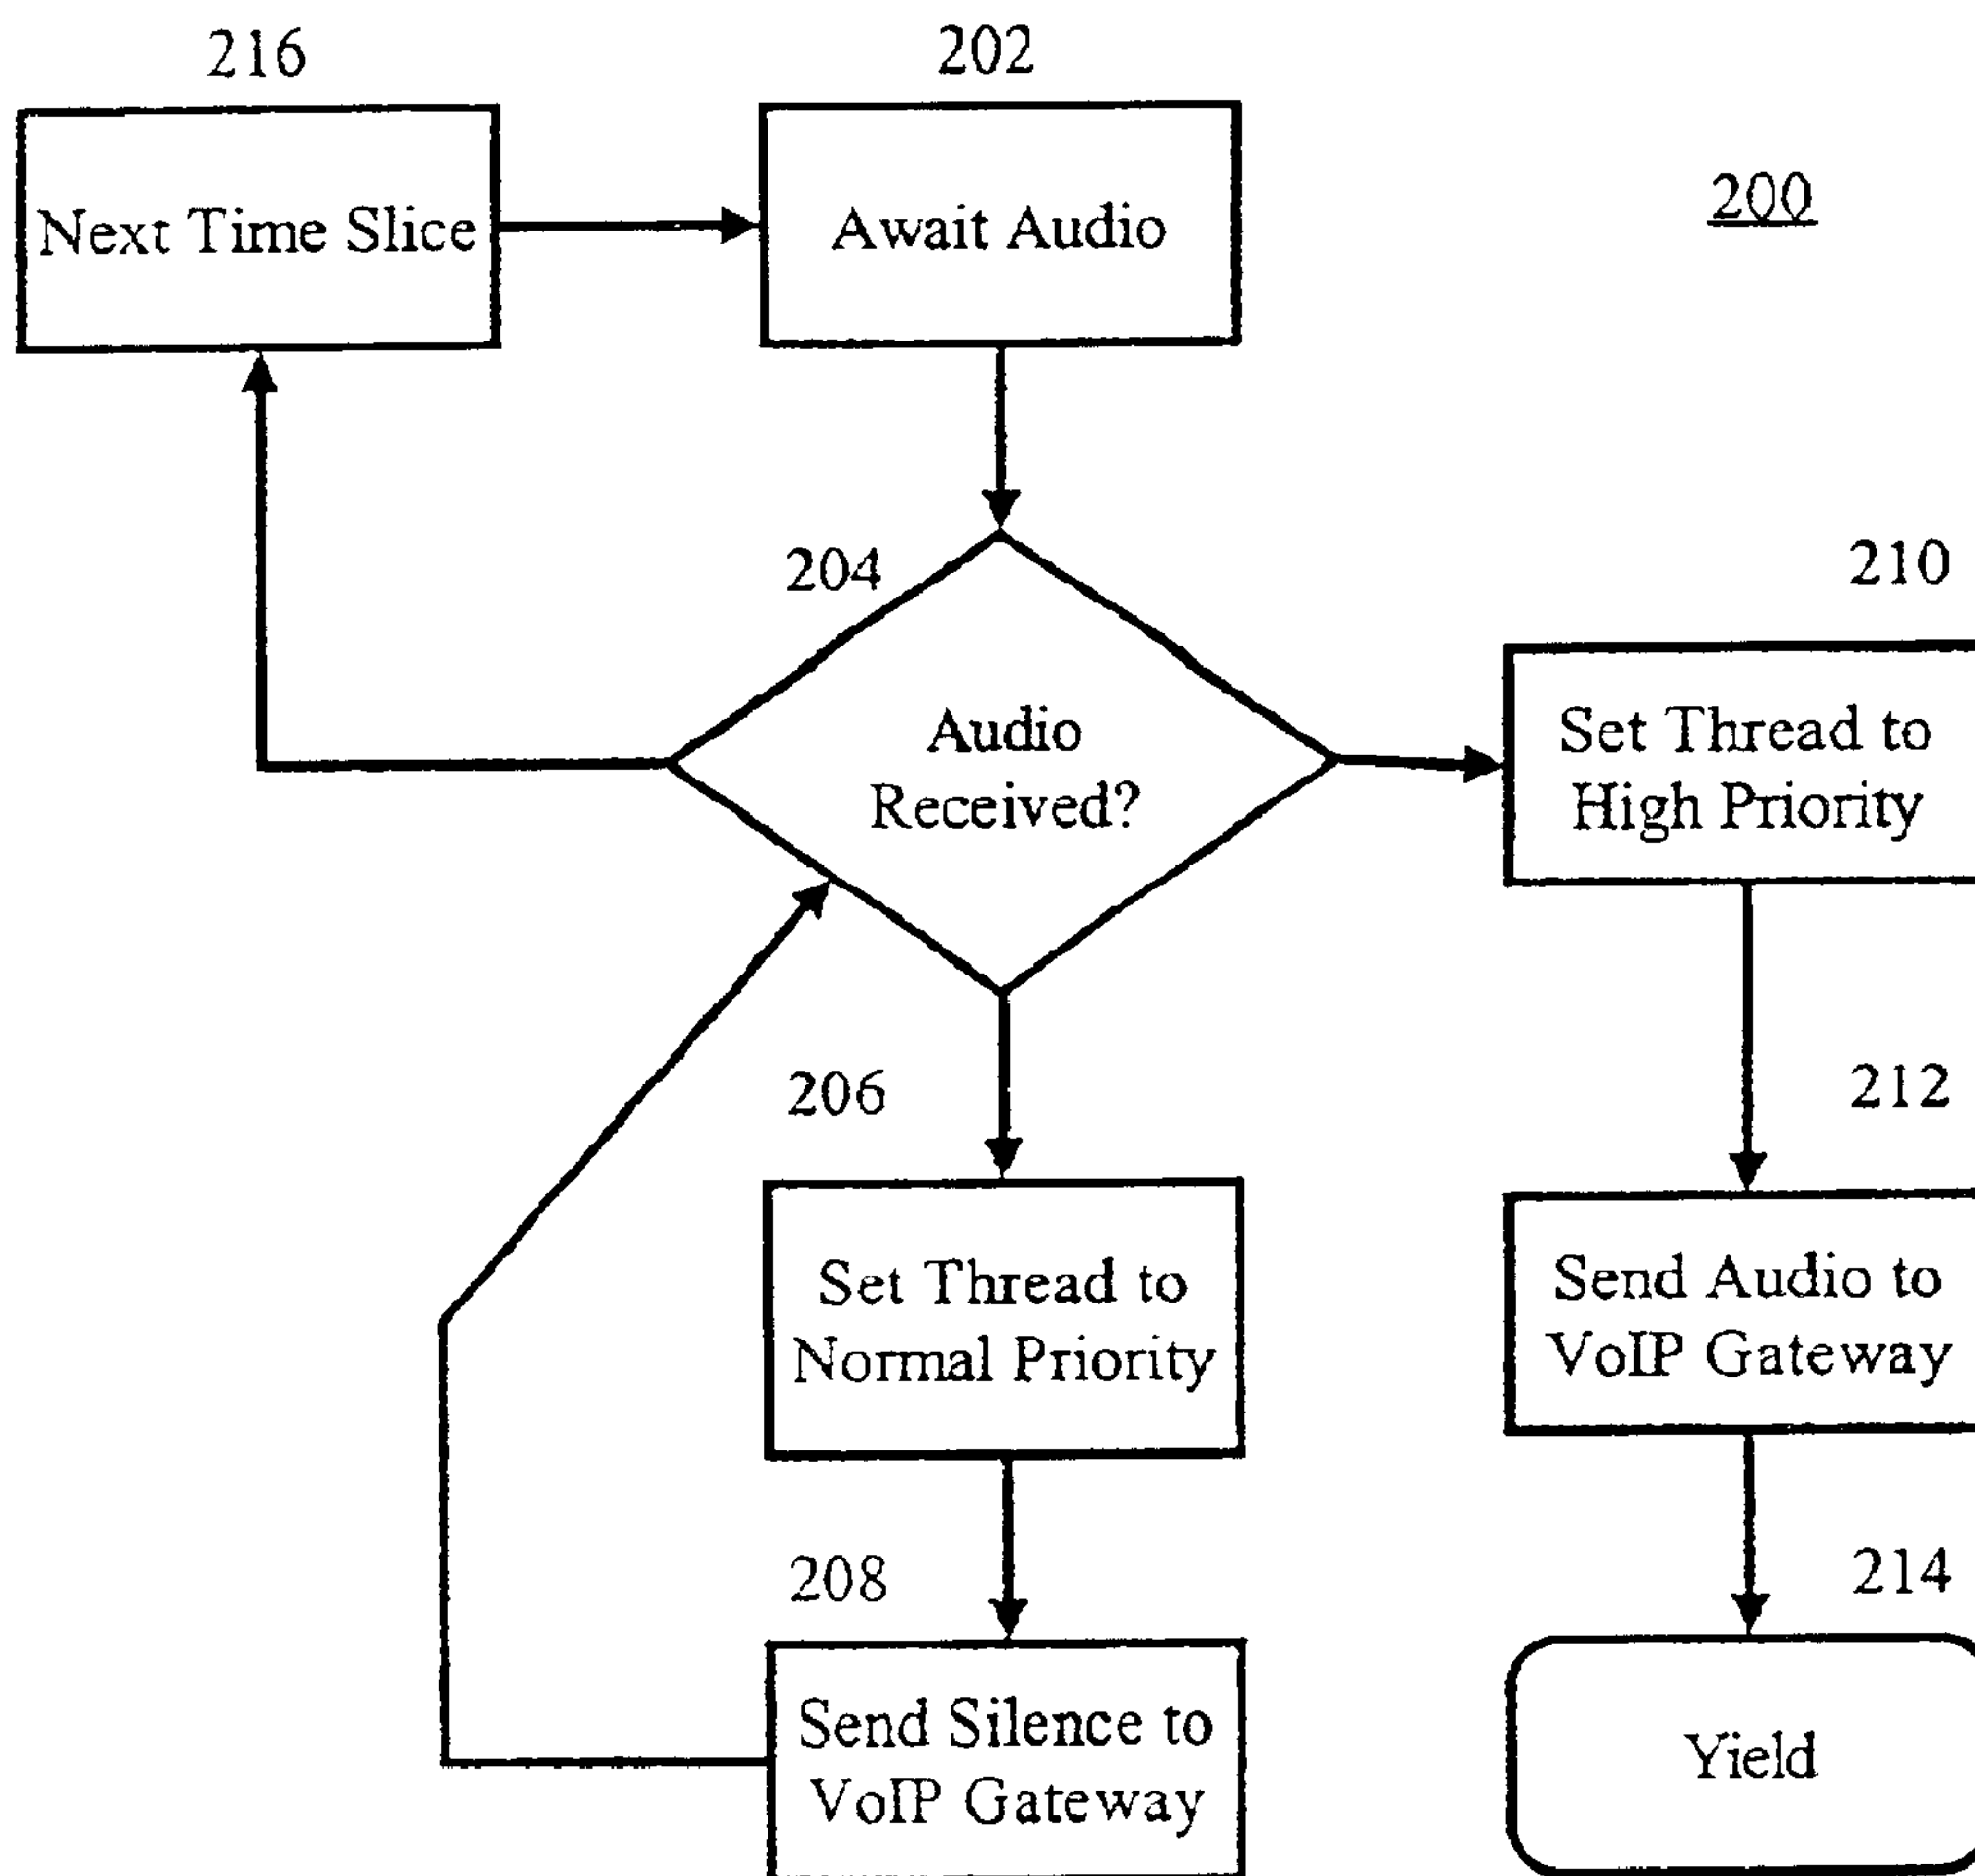 216
202
Next Time Slice
Await Audio
200
204
210
Audio
Received?
Set Thread to
High Priority
206
212
Set Thread to
Normal Priority
Send Audio to
VoIP Gateway
208
214
Send Silence to
VoIP Gateway
Yield